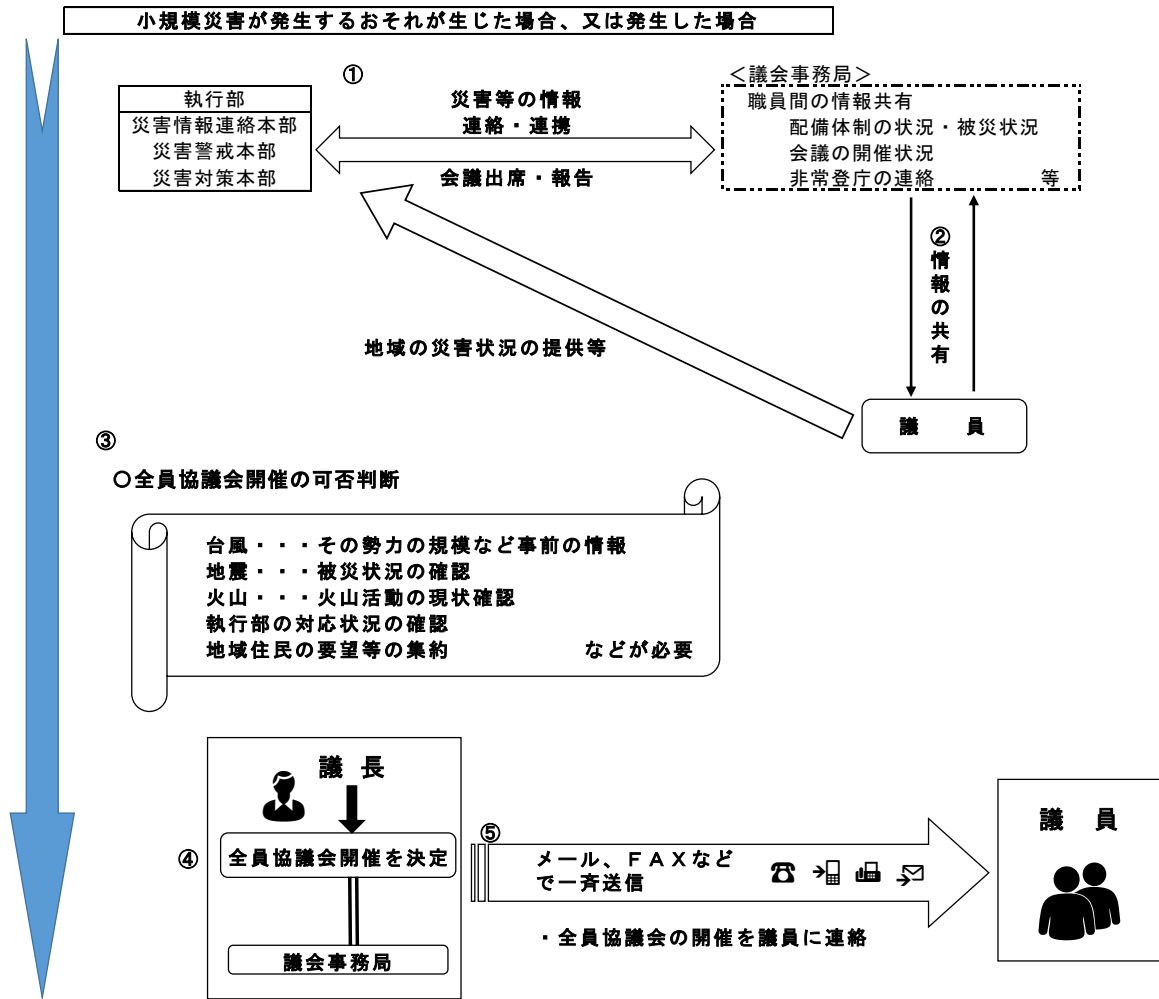 小規模災害が発生するおそれが生じた場合、又は発生した場合
①
執行部
災害情報連絡本部
災害警戒本部
災害対策本部
災害等の情報
連絡・連携
会議出席・報告
＜議会事務局＞
職員間の情報共有
配備体制の状況・被災状況
会議の開催状況
非常登庁の連絡　　　　等
②情報の共有
地域の災害状況の提供等
議　員
③
○全員協議会開催の可否判断
台風・・・その勢力の規模など事前の情報
地震・・・被災状況の確認
火山・・・火山活動の現状確認
執行部の対応状況の確認
地域住民の要望等の集約　　　　　などが必要
議 長
④
全員協議会開催を決定
議会事務局
⑤
メール、ＦＡＸなど
で一斉送信
・全員協議会の開催を議員に連絡
議　員